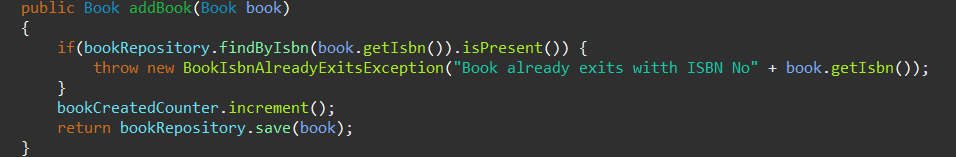 public Book addBook(Book book)
{
if(bookRepository.findByIsbn(book.getIsbn()).isPresent()) {
throw new BookIsbnAlreadyExitsException("Book already exits witth ISBN No" + book.getIsbn());
}
bookCreatedCounter.increment();
return bookRepository.save(book);
}